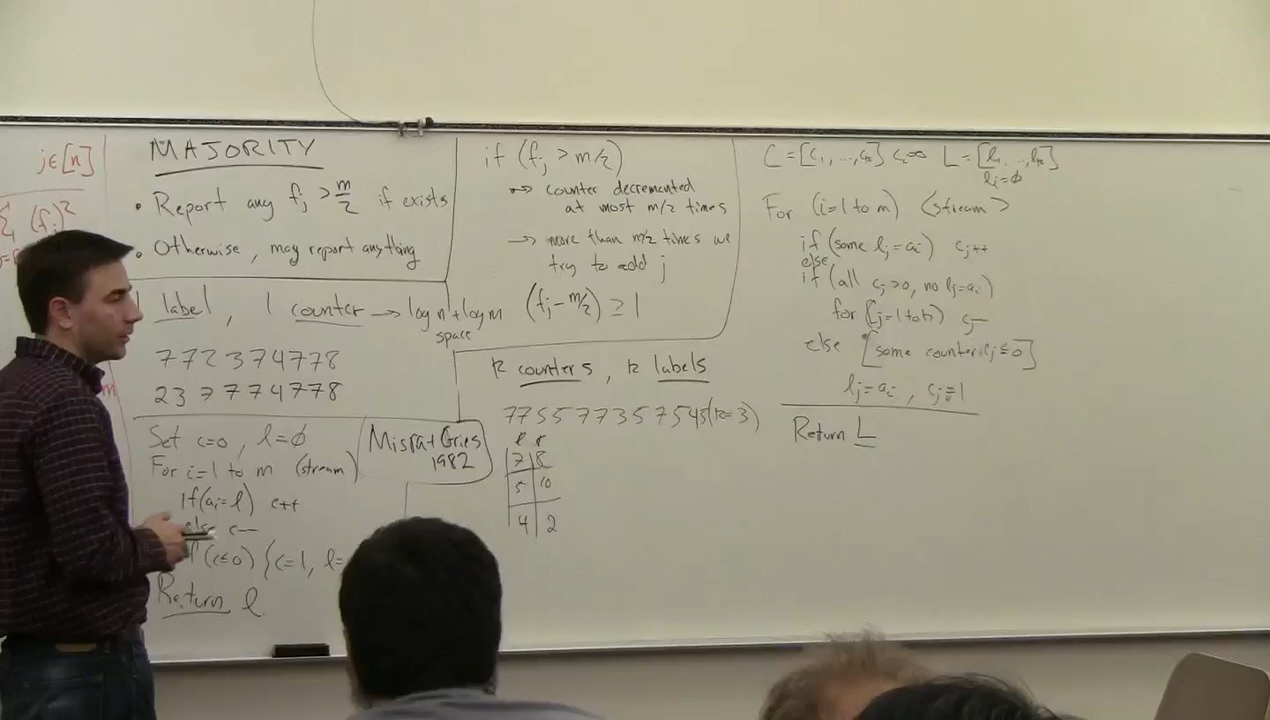 j∈[n]
(fj)²
MAJORITY
• Report any fj > m/2 if exists
• Otherwise, may report anything
label, 1 counter → log n + log m
space
7 7 2 3 7 4 7 7 8
2 3 7 7 7 4 7 7 8
Set c=0, l=ϕ
For i=1 to m (stream)
If(ai=l) c++
else c--
(c≤0) {c=1, l=
Return l
Misra+Gries
1982
if (fj > m/2)
counter decremented
at most m/2 times
→ more than m/2 times we
try to add j
(fj - m/2) ≥ 1
k counters, k labels
7 7 5 5 7 7 3 5 7 5 4 5 (k=3)
7 8
5 10
4 2
C = [c1, ..., ck] L = [l1, ..., lk]
li=ϕ
For (i=1 to m) <stream>
if (some lj=ai) cj++
else
if (all cj>0, no lj=ai)
for (j=1 to k) cj--
else [some counter cj≤0]
lj=ai, cj=1
Return L